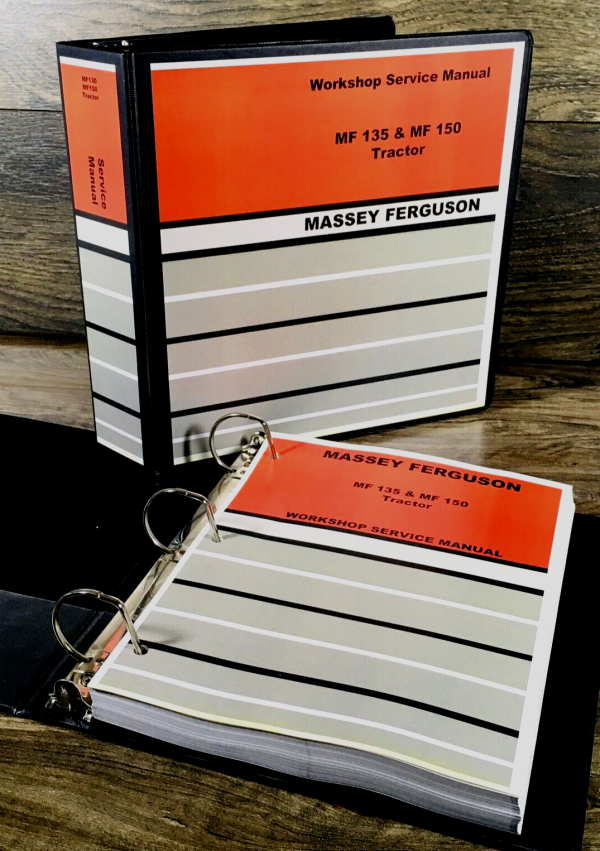 MF135
MF150
Tractor
Service
Manual
Workshop Service Manual
MF 135 & MF 150
Tractor
MASSEY FERGUSON
MASSEY FERGUSON
MF 135 & MF 150
Tractor
WORKSHOP SERVICE MANUAL